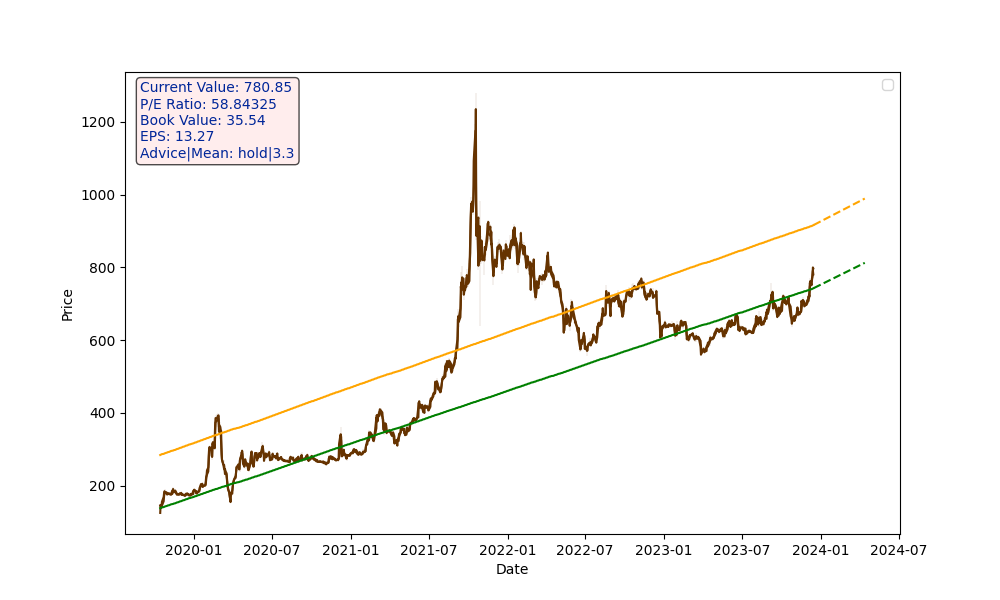 Current Value: 780.85
P/E Ratio: 58.84325
Book Value: 35.54
EPS: 13.27
Advice|Mean: hold|3.3
1200
1000
800
600
400
200
Price
2020-01
2020-07
2021-01
2021-07
2022-01
2022-07
2023-01
2023-07
2024-01
2024-07
Date